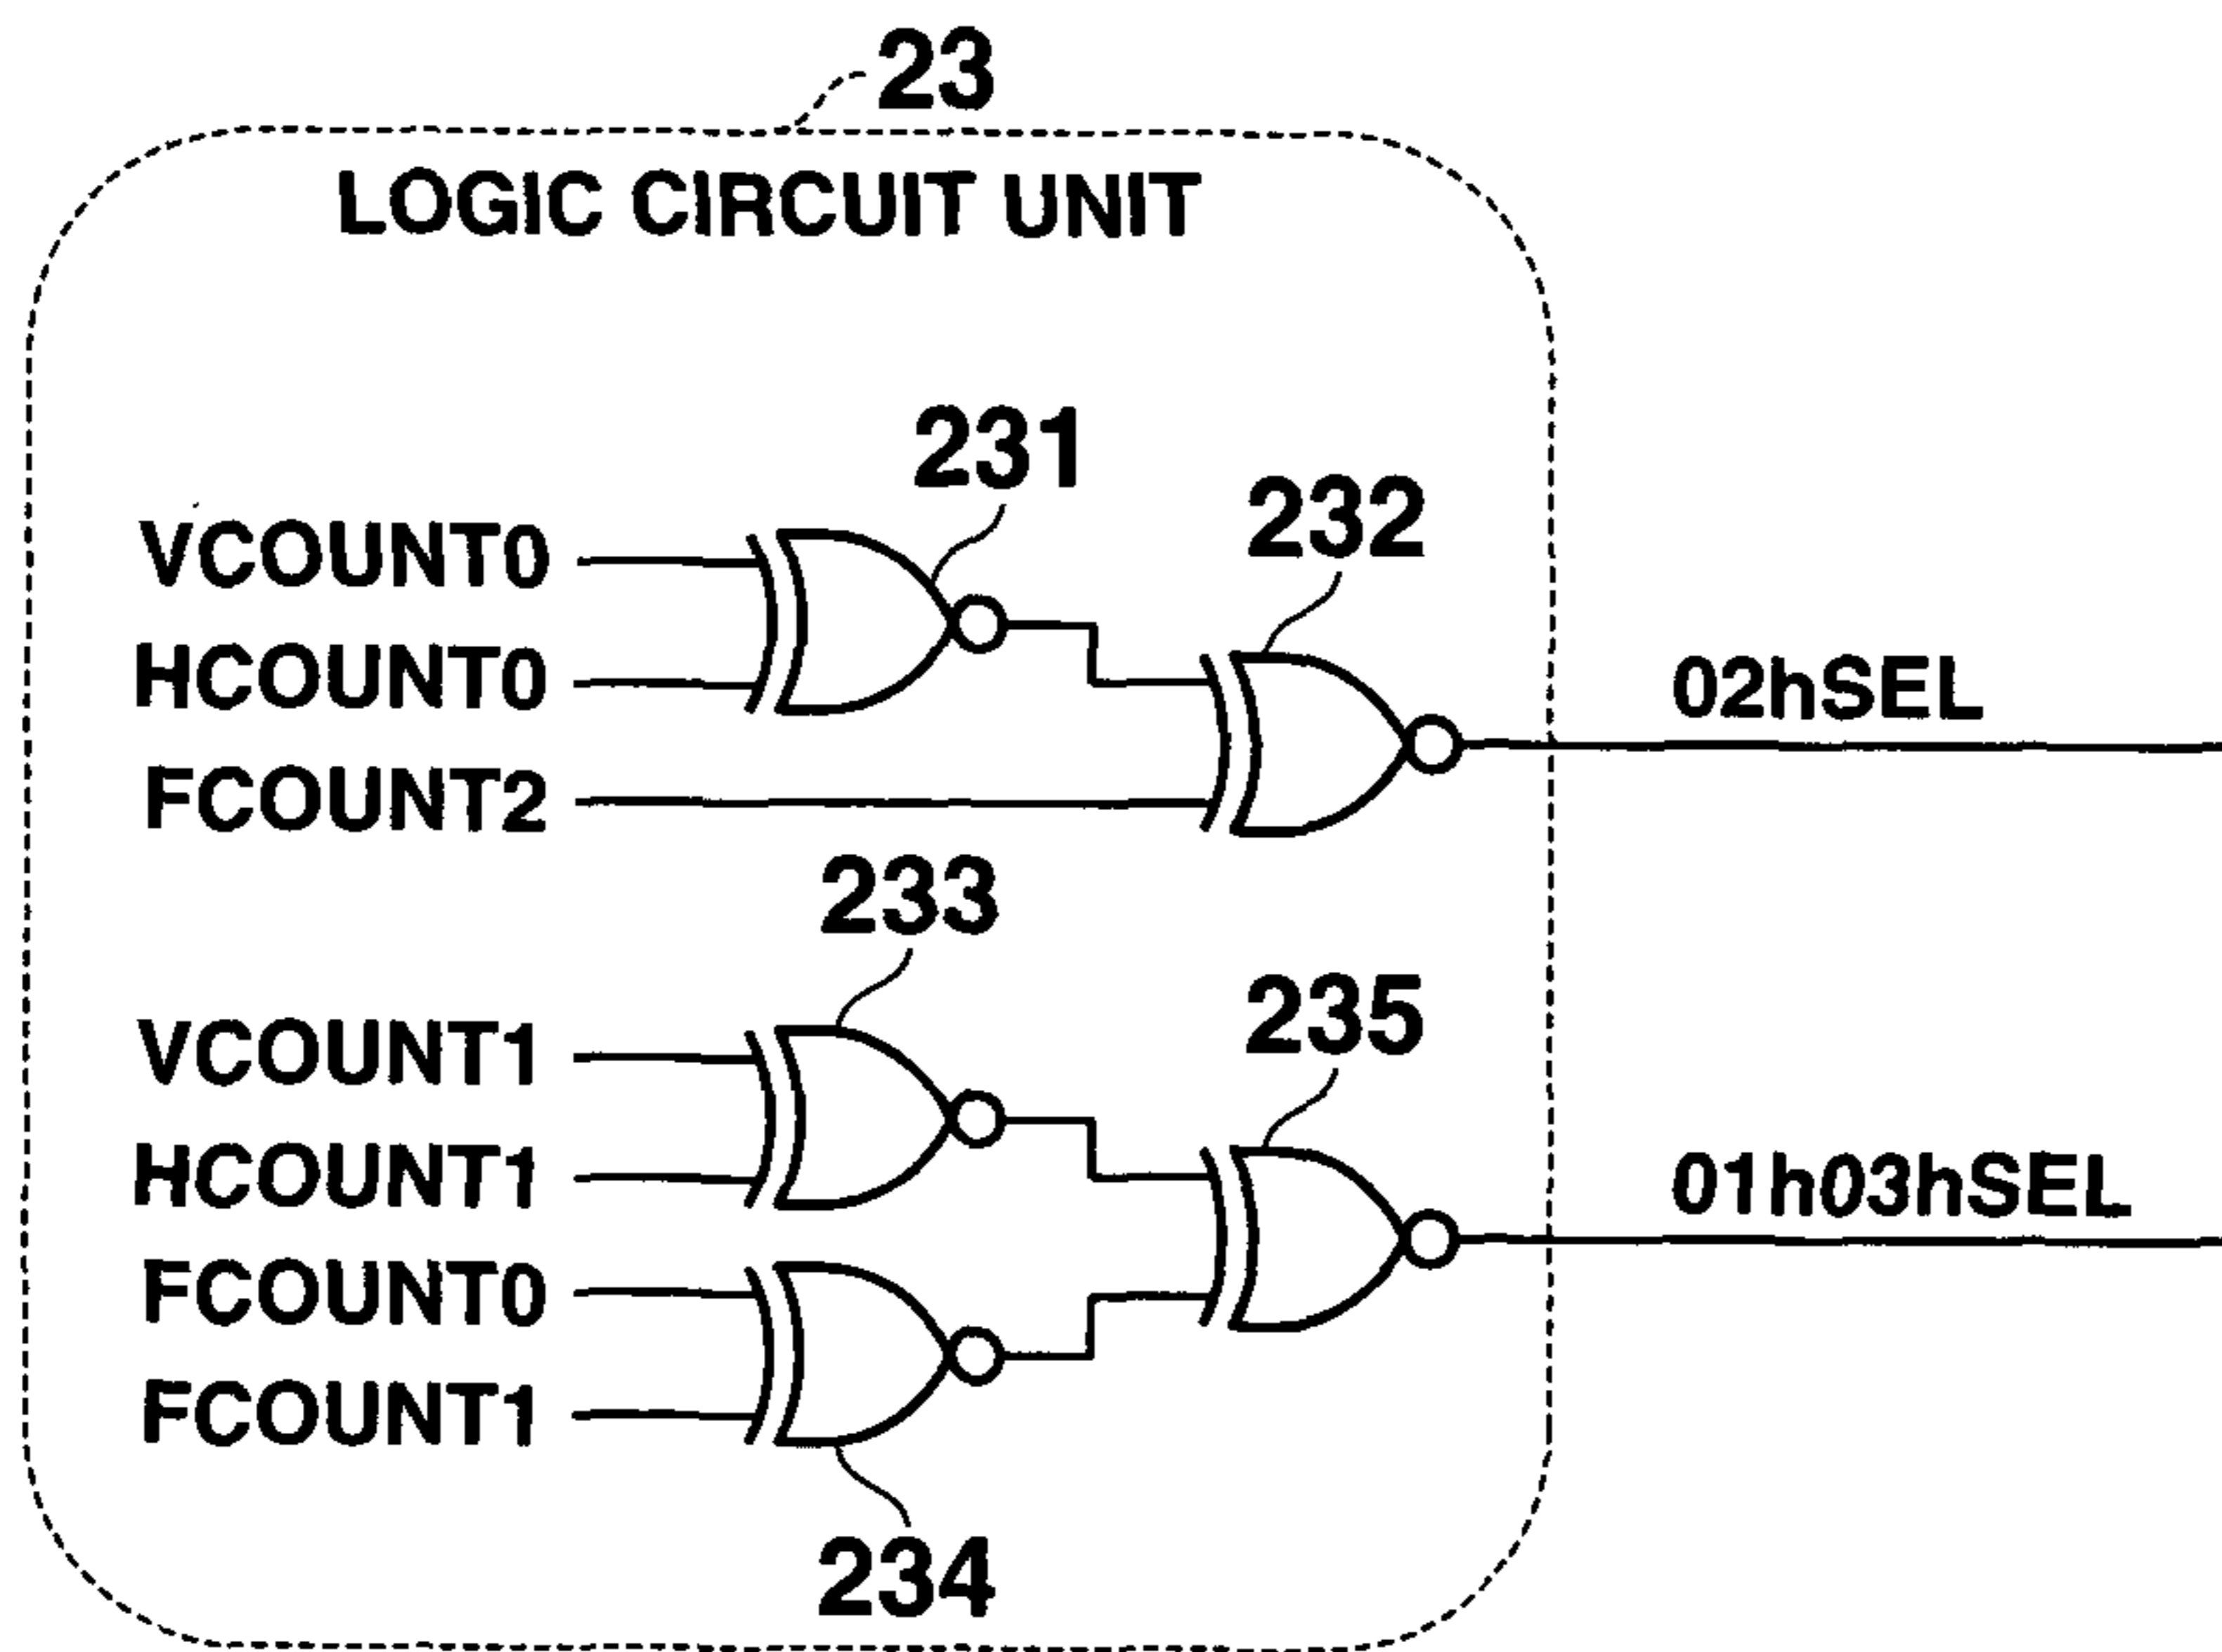 23
LOGIC CIRCUIT UNIT
231
232
VCOUNT0
HCOUNT0
02hSEL
FCOUNT2
233
235
VCOUNT1
HCOUNT1
01h03hSEL
FCOUNT0
FCOUNT1
234